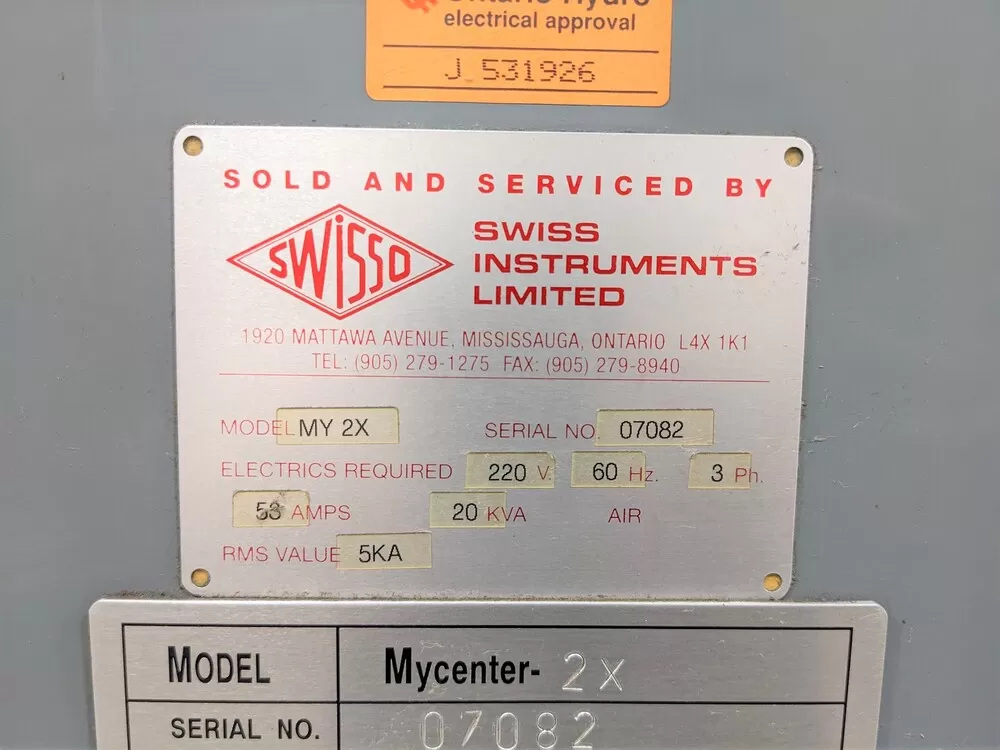 Ontario Hydro
electrical approval
J 531926
SOLD AND SERVICED BY
SWISSO
SWISS
INSTRUMENTS
LIMITED
1920 MATTAWA AVENUE, MISSISSAUGA, ONTARIO L4X 1K1
TEL: (905) 279-1275 FAX: (905) 279-8940
MODEL MY 2X SERIAL NO. 07082
ELECTRICS REQUIRED 220 V. 60 Hz. 3 Ph.
AMPS 20 KVA AIR
RMS VALUE 5KA
MODEL Mycenter- 2X
SERIAL NO. 07082